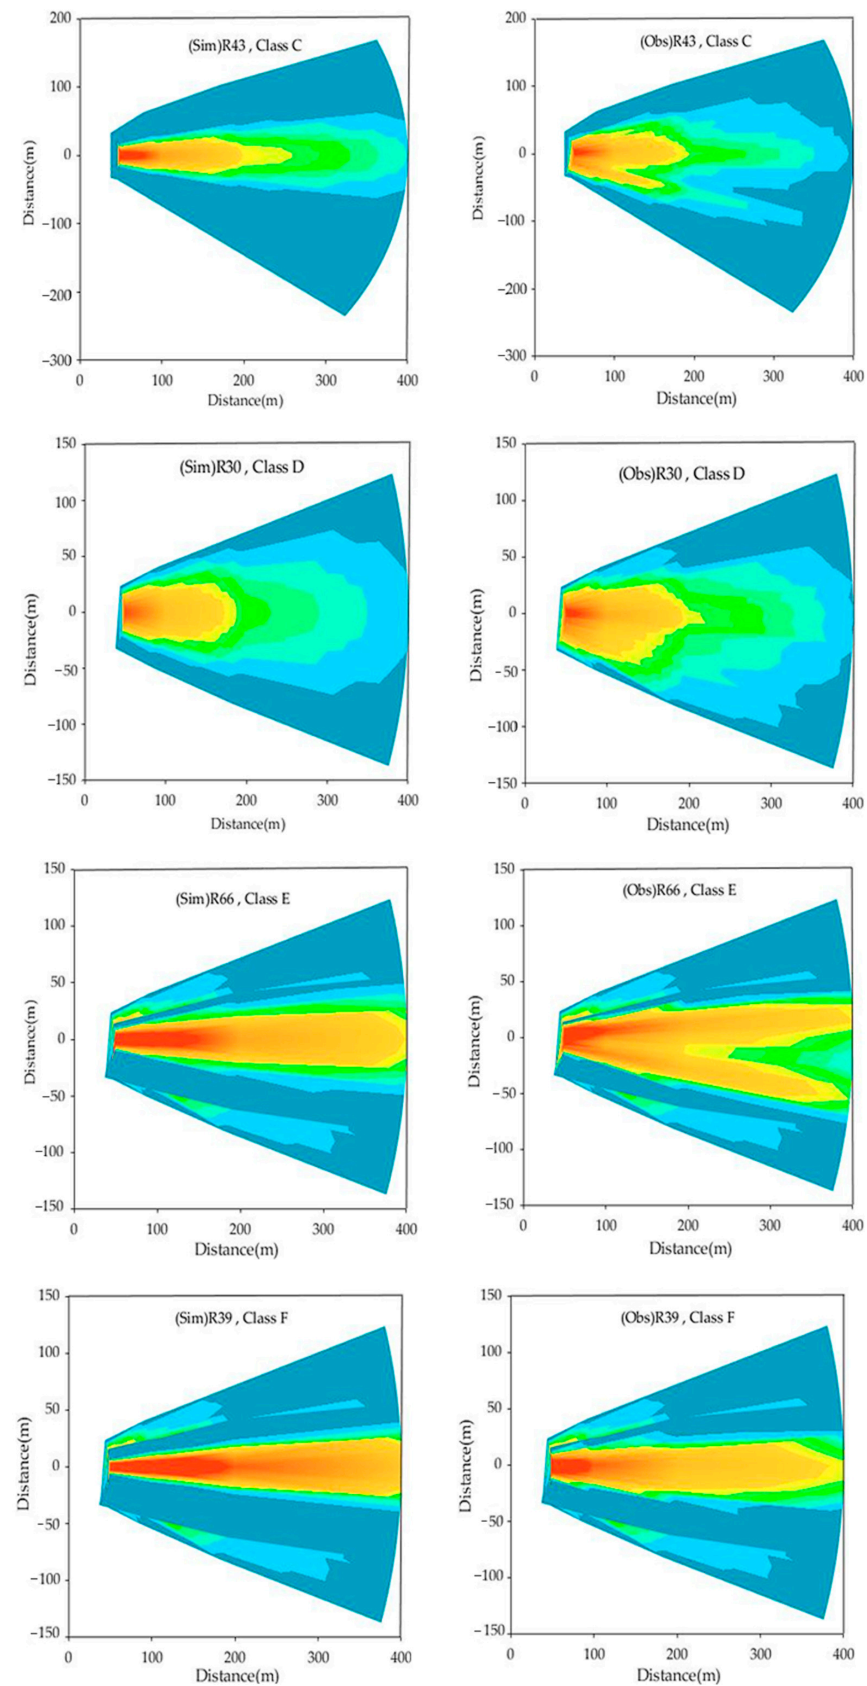 200
(Sim)R43 , Class C
100
0
−100
−200
−300
Distance(m)
0 100 200 300 400
Distance(m)
200
(Obs)R43 , Class C
100
0
−100
−200
−300
Distance(m)
0 100 200 300 400
Distance(m)
150
(Sim)R30 , Class D
100
50
0
−50
−100
−150
Distance(m)
0 100 200 300 400
Distance(m)
150
(Obs)R30 , Class D
100
50
0
−50
−100
−150
Distance(m)
0 100 200 300 400
Distance(m)
150
(Sim)R66 , Class E
100
50
0
−50
−100
−150
Distance(m)
0 100 200 300 400
Distance(m)
150
(Obs)R66 , Class E
100
50
0
−50
−100
−150
Distance(m)
0 100 200 300 400
Distance(m)
150
(Sim)R39 , Class F
100
50
0
−50
−100
−150
Distance(m)
0 100 200 300 400
Distance(m)
150
(Obs)R39 , Class F
100
50
0
−50
−100
−150
Distance(m)
0 100 200 300 400
Distance(m)